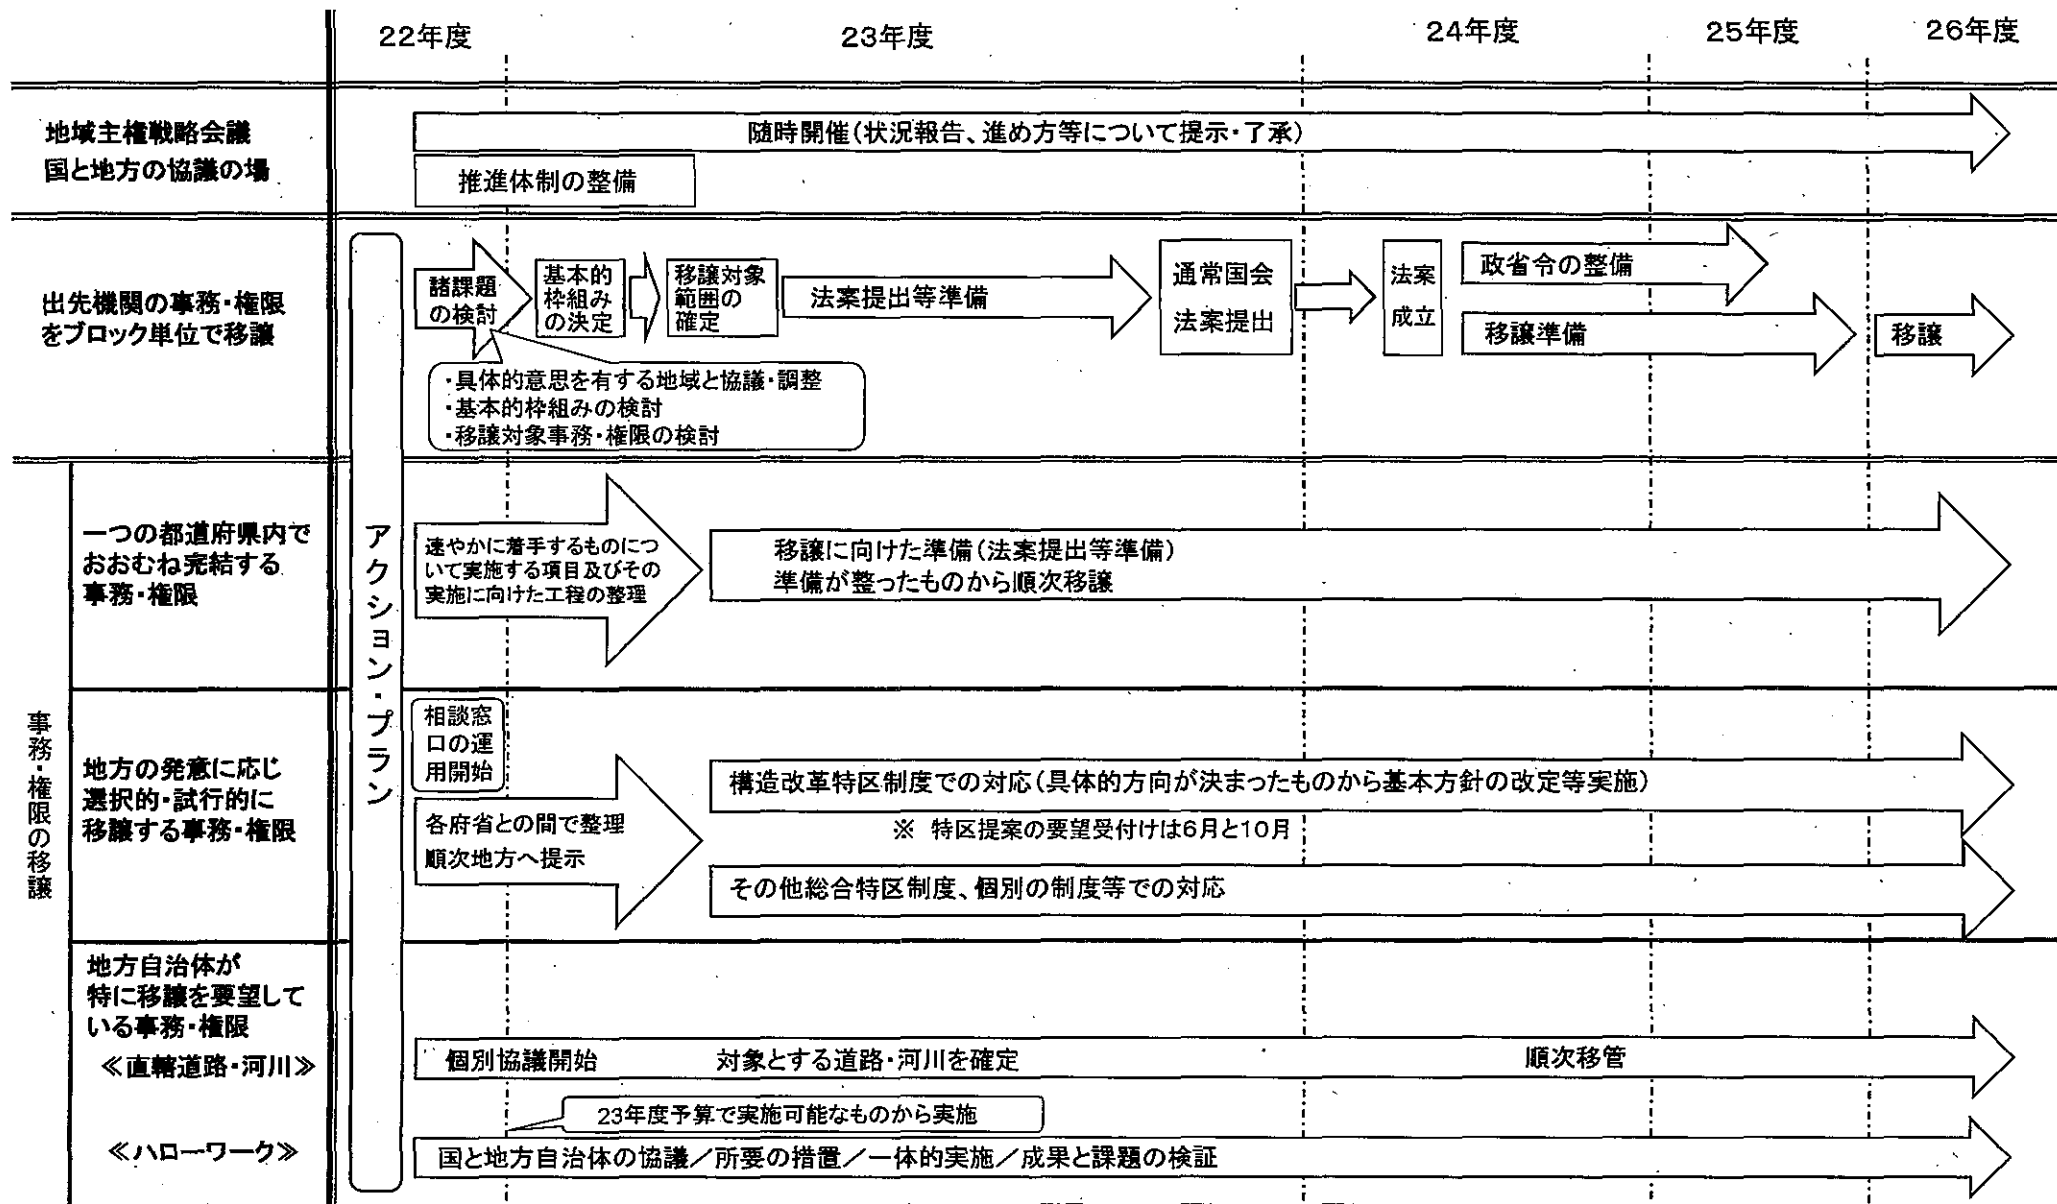 22年度
23年度
24年度
25年度
26年度
地域主権戦略会議
国と地方の協議の場
随時開催(状況報告、進め方等について提示・了承)
推進体制の整備
出先機関の事務・権限
をブロック単位で移譲
アクション・プラン
諸課題
の検討
基本的
枠組み
の決定
移譲対象
範囲の
確定
法案提出等準備
通常国会
法案提出
法案
成立
政省令の整備
移譲準備
移譲
・具体的意思を有する地域と協議・調整
・基本的枠組みの検討
・移譲対象事務・権限の検討
事務・権限の移譲
一つの都道府県内で
おおむね完結する
事務・権限
速やかに着手するものにつ
いて実施する項目及びその
実施に向けた工程の整理
移譲に向けた準備(法案提出等準備)
準備が整ったものから順次移譲
地方の発意に応じ
選択的・試行的に
移譲する事務・権限
相談窓
口の運
用開始
各府省との間で整理
順次地方へ提示
構造改革特区制度での対応(具体的方向が決まったものから基本方針の改定等実施)
※ 特区提案の要望受付けは6月と10月
その他総合特区制度、個別の制度等での対応
地方自治体が
特に移譲を要望して
いる事務・権限
≪直轄道路・河川≫
個別協議開始
対象とする道路・河川を確定
順次移管
23年度予算で実施可能なものから実施
≪ハローワーク≫
国と地方自治体の協議/所要の措置/一体的実施/成果と課題の検証